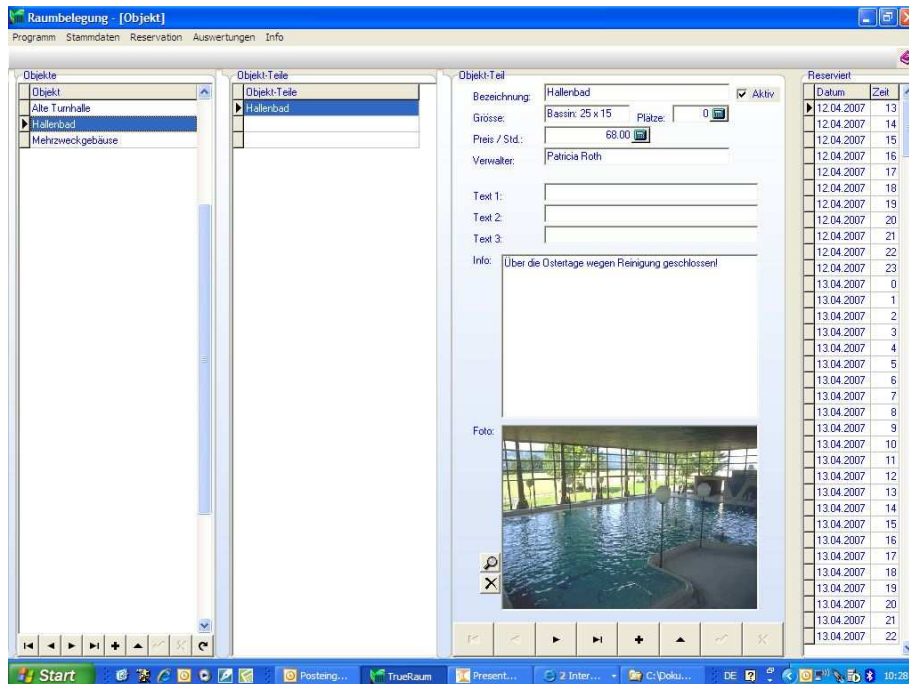 Raumbelegung - [Objekt]
Programm Stammdaten Reservation Auswertungen Info
Objekte
Objekt
Alte Turnhalle
Hallenbad
Mehrzweckgebäude
Objekt-Teile
Objekt-Teile
Hallenbad
Objekt-Teil
Bezeichnung: Hallenbad Aktiv
Grösse: Bassin: 25 x 15 Plätze: 0
Preis / Std.: 68.00
Verwalter: Patricia Roth
Text 1:
Text 2:
Text 3:
Info: Über die Ostertage wegen Reinigung geschlossen!
Foto:
Reserviert
Datum Zeit
12.04.2007 13
12.04.2007 14
12.04.2007 15
12.04.2007 16
12.04.2007 17
12.04.2007 18
12.04.2007 19
12.04.2007 20
12.04.2007 21
12.04.2007 22
12.04.2007 23
13.04.2007 0
13.04.2007 1
13.04.2007 2
13.04.2007 3
13.04.2007 4
13.04.2007 5
13.04.2007 6
13.04.2007 7
13.04.2007 8
13.04.2007 9
13.04.2007 10
13.04.2007 11
13.04.2007 12
13.04.2007 13
13.04.2007 14
13.04.2007 15
13.04.2007 16
13.04.2007 17
13.04.2007 18
13.04.2007 19
13.04.2007 20
13.04.2007 21
13.04.2007 22
Start Posteing... TrueRaum Present... 2 Inter... C:\Doku... DE 10:28